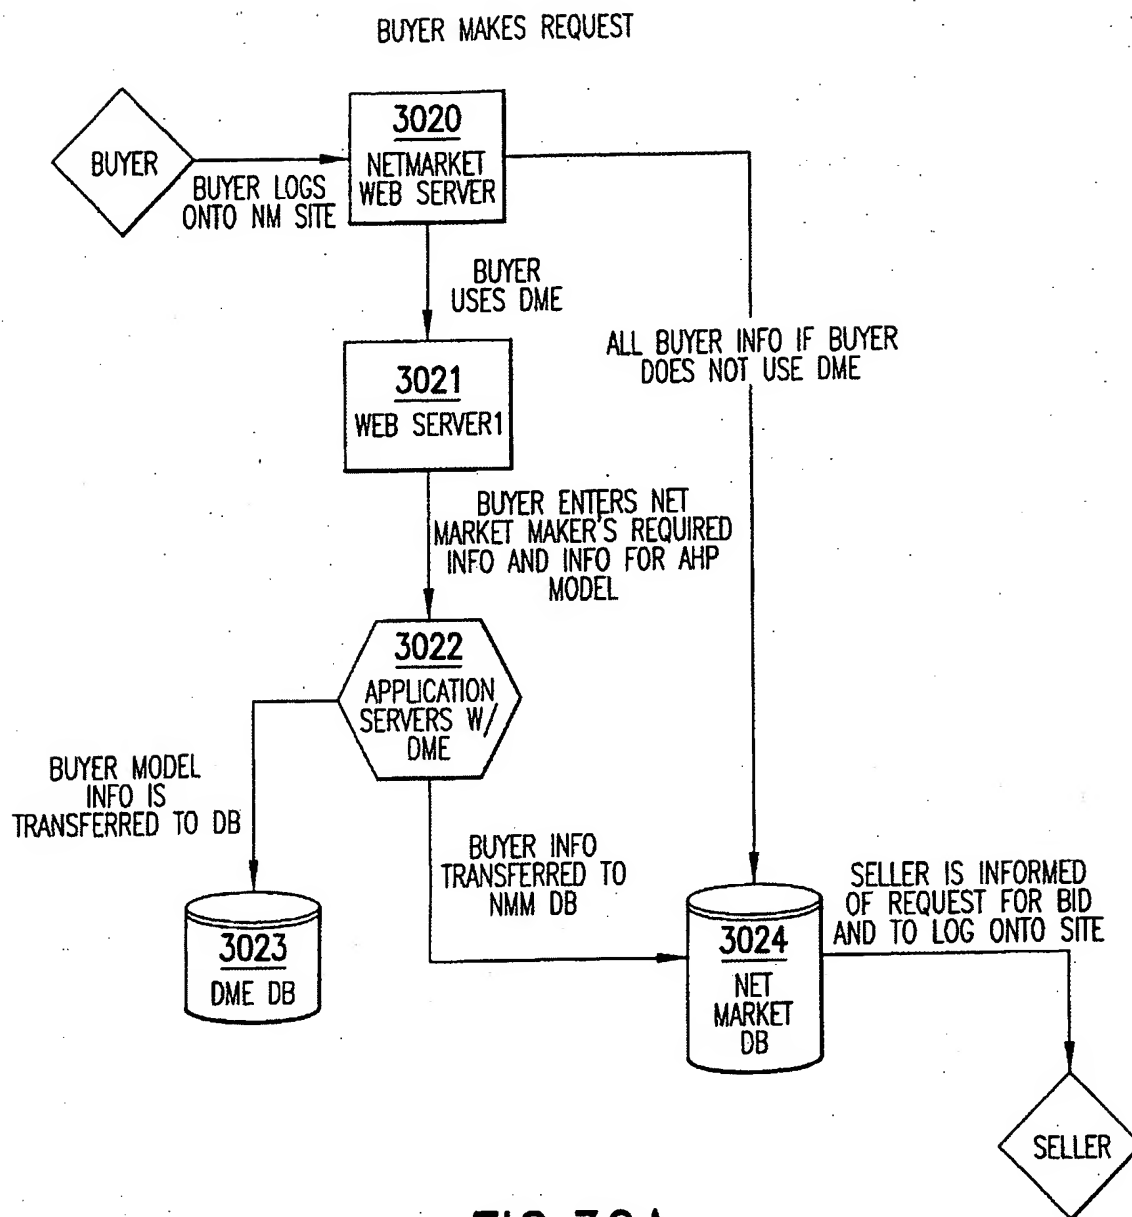 BUYER MAKES REQUEST
BUYER
BUYER LOGS
ONTO NM SITE
3020
NETMARKET
WEB SERVER
BUYER
USES DME
ALL BUYER INFO IF BUYER
DOES NOT USE DME
3021
WEB SERVER1
BUYER ENTERS NET
MARKET MAKER'S REQUIRED
INFO AND INFO FOR AHP
MODEL
3022
APPLICATION
SERVERS W/
DME
BUYER MODEL
INFO IS
TRANSFERRED TO DB
BUYER INFO
TRANSFERRED TO
NMM DB
3023
DME DB
3024
NET
MARKET
DB
SELLER IS INFORMED
OF REQUEST FOR BID
AND TO LOG ONTO SITE
SELLER